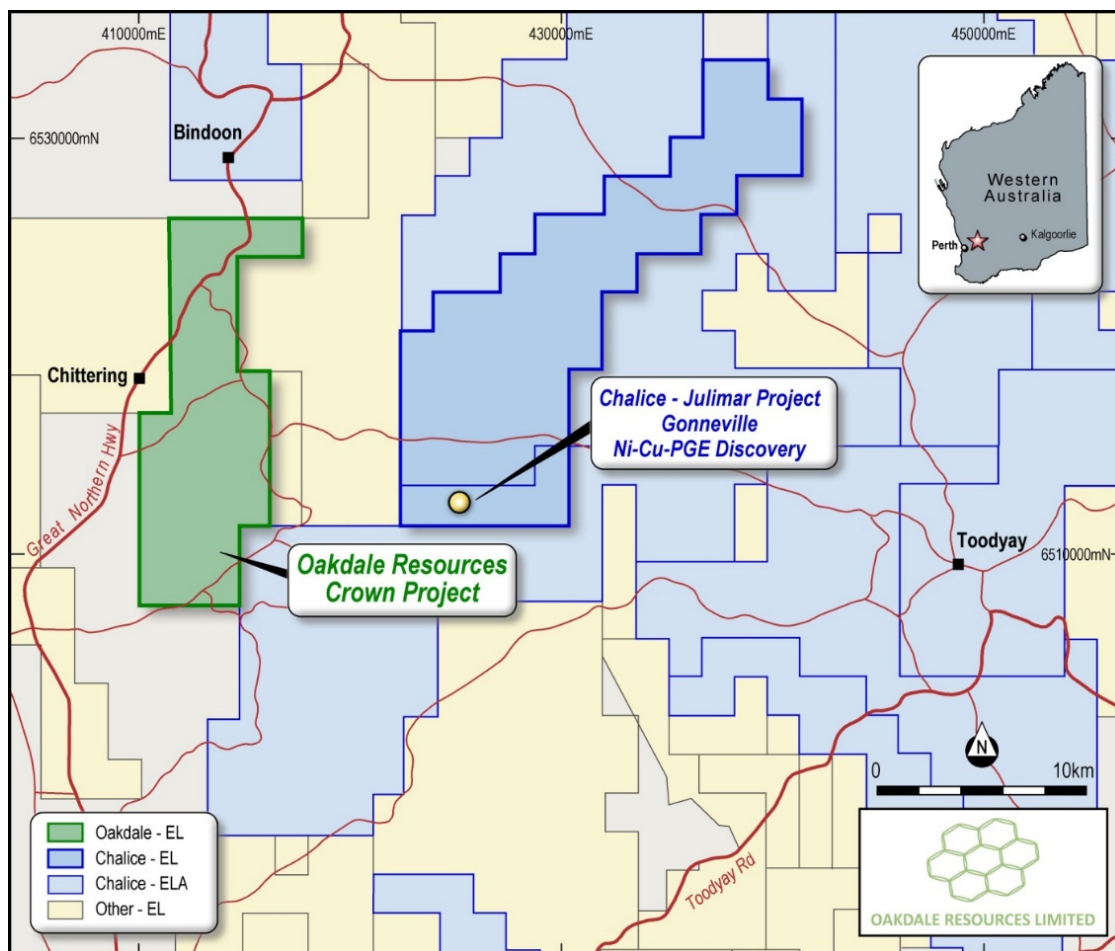 410000mE
430000mE
450000mE
6530000mN
Bindoon
Western
Australia
Perth
Kalgoorlie
Chittering
Great Northern Hwy
Chalice - Julimar Project
Gonneville
Ni-Cu-PGE Discovery
Oakdale Resources
Crown Project
Toodyay
6510000mN
N
0
10km
Toodyay Rd
Oakdale - EL
Chalice - EL
Chalice - ELA
Other - EL
OAKDALE RESOURCES LIMITED